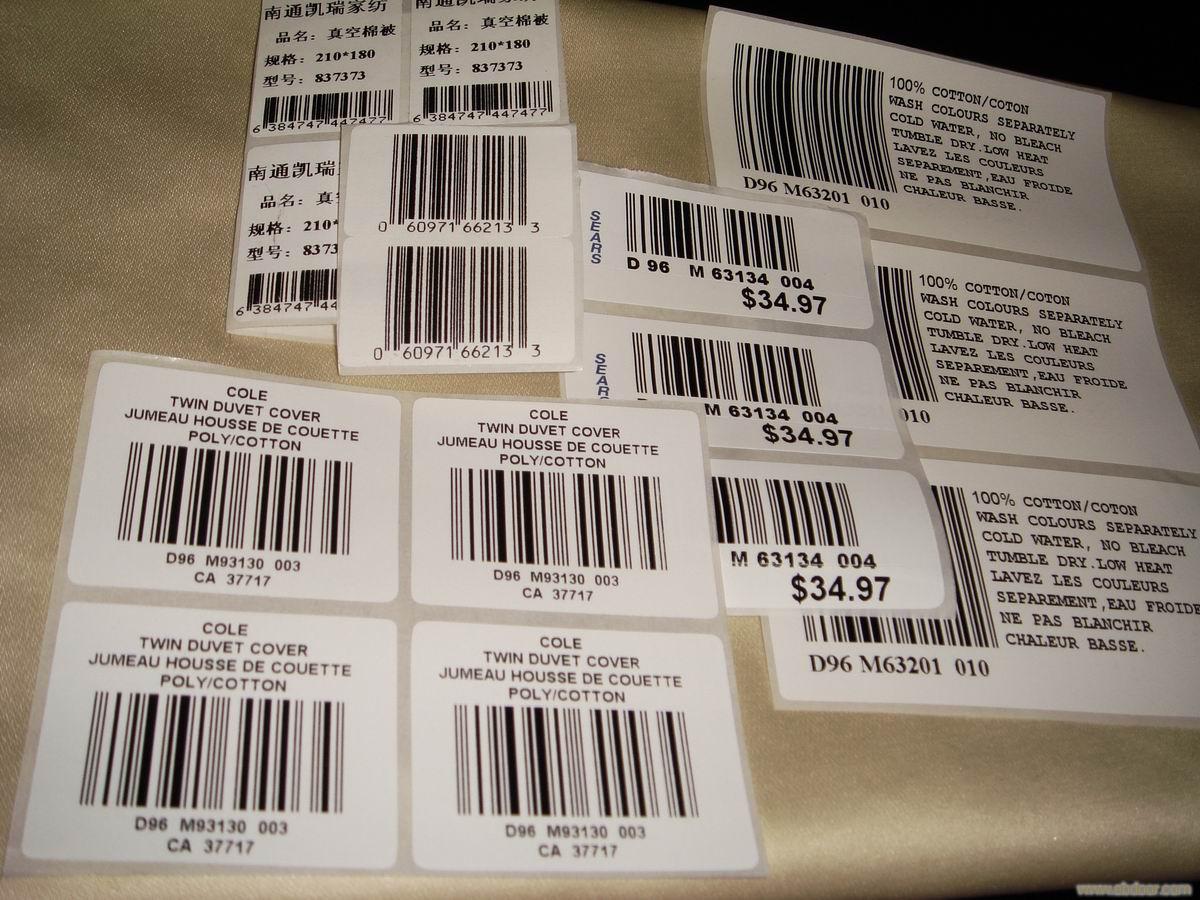 南通凯瑞家纺
品名：真空棉被
规格：210*180
型号：837373
6 384747 447477
品名：真空棉被
规格：210*180
型号：837373
6 384747 447477
南通凯瑞
品名：真
规格：210*
型号：8373
6 384747 44
0 60971 66213 3
0 60971 66213 3
SEARS
D 96 M 63134 004
$34.97
SEARS
M 63134 004
$34.97
M 63134 004
$34.97
100% COTTON/COTON
WASH COLOURS SEPARATELY
COLD WATER, NO BLEACH
TUMBLE DRY.LOW HEAT
LAVEZ LES COULEURS
SEPAREMENT,EAU FROIDE
NE PAS BLANCHIR
CHALEUR BASSE.
D96 M63201 010
100% COTTON/COTON
WASH COLOURS SEPARATELY
COLD WATER, NO BLEACH
TUMBLE DRY.LOW HEAT
LAVEZ LES COULEURS
SEPAREMENT,EAU FROIDE
NE PAS BLANCHIR
CHALEUR BASSE.
010
100% COTTON/COTON
WASH COLOURS SEPARATELY
COLD WATER, NO BLEACH
TUMBLE DRY.LOW HEAT
LAVEZ LES COULEURS
SEPAREMENT,EAU FROIDE
NE PAS BLANCHIR
CHALEUR BASSE.
D96 M63201 010
COLE
TWIN DUVET COVER
JUMEAU HOUSSE DE COUETTE
POLY/COTTON
D96 M93130 003
CA 37717
COLE
TWIN DUVET COVER
JUMEAU HOUSSE DE COUETTE
POLY/COTTON
D96 M93130 003
CA 37717
COLE
TWIN DUVET COVER
JUMEAU HOUSSE DE COUETTE
POLY/COTTON
D96 M93130 003
CA 37717
COLE
TWIN DUVET COVER
JUMEAU HOUSSE DE COUETTE
POLY/COTTON
D96 M93130 003
CA 37717